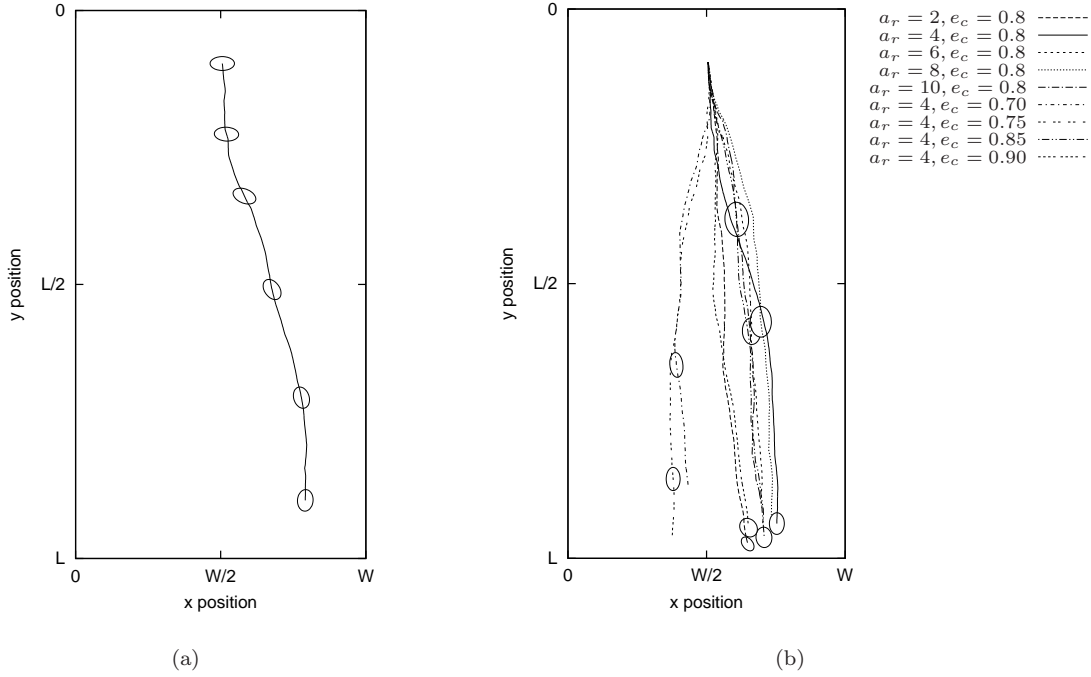 0
L/2
L
0
W/2
W
y position
x position
(a)
0
L/2
L
0
W/2
W
y position
x position
(b)
a_r = 2, e_c = 0.8
a_r = 4, e_c = 0.8
a_r = 6, e_c = 0.8
a_r = 8, e_c = 0.8
a_r = 10, e_c = 0.8
a_r = 4, e_c = 0.70
a_r = 4, e_c = 0.75
a_r = 4, e_c = 0.85
a_r = 4, e_c = 0.90